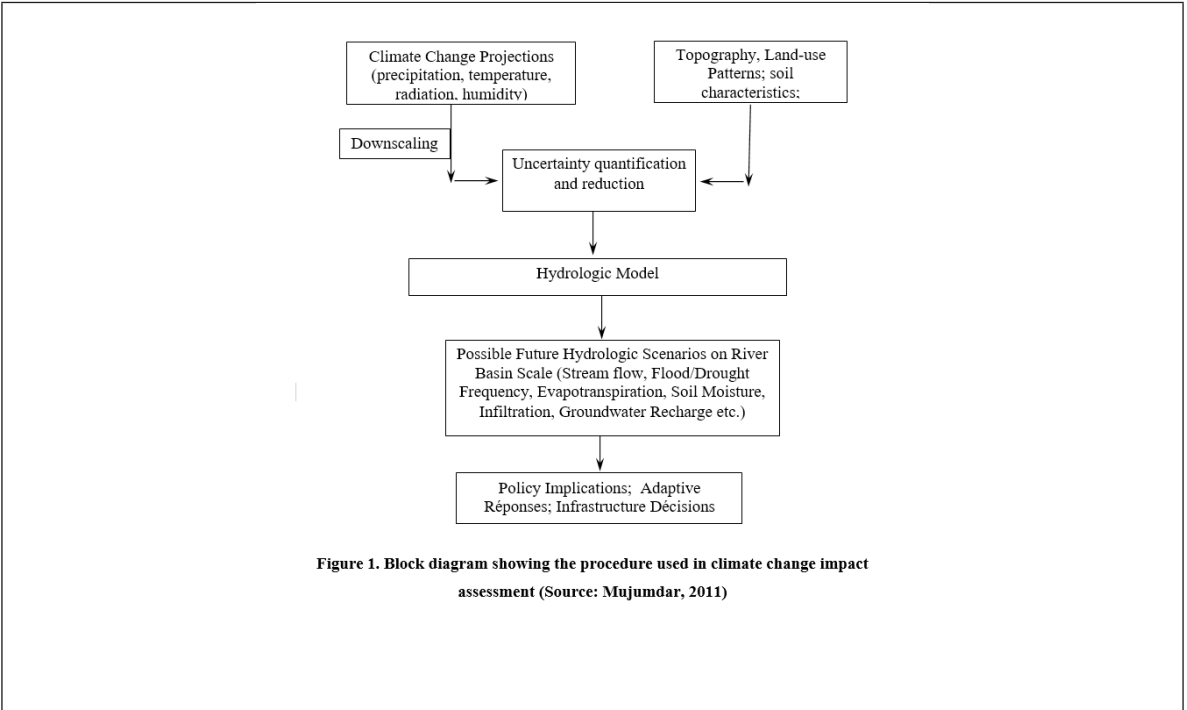 Climate Change Projections
(precipitation, temperature,
radiation, humidity)
Topography, Land-use
Patterns; soil
characteristics;
Downscaling
Uncertainty quantification
and reduction
Hydrologic Model
Possible Future Hydrologic Scenarios on River
Basin Scale (Stream flow, Flood/Drought
Frequency, Evapotranspiration, Soil Moisture,
Infiltration, Groundwater Recharge etc.)
Policy Implications; Adaptive
Réponses; Infrastructure Décisions
Figure 1. Block diagram showing the procedure used in climate change impact
assessment (Source: Mujumdar, 2011)